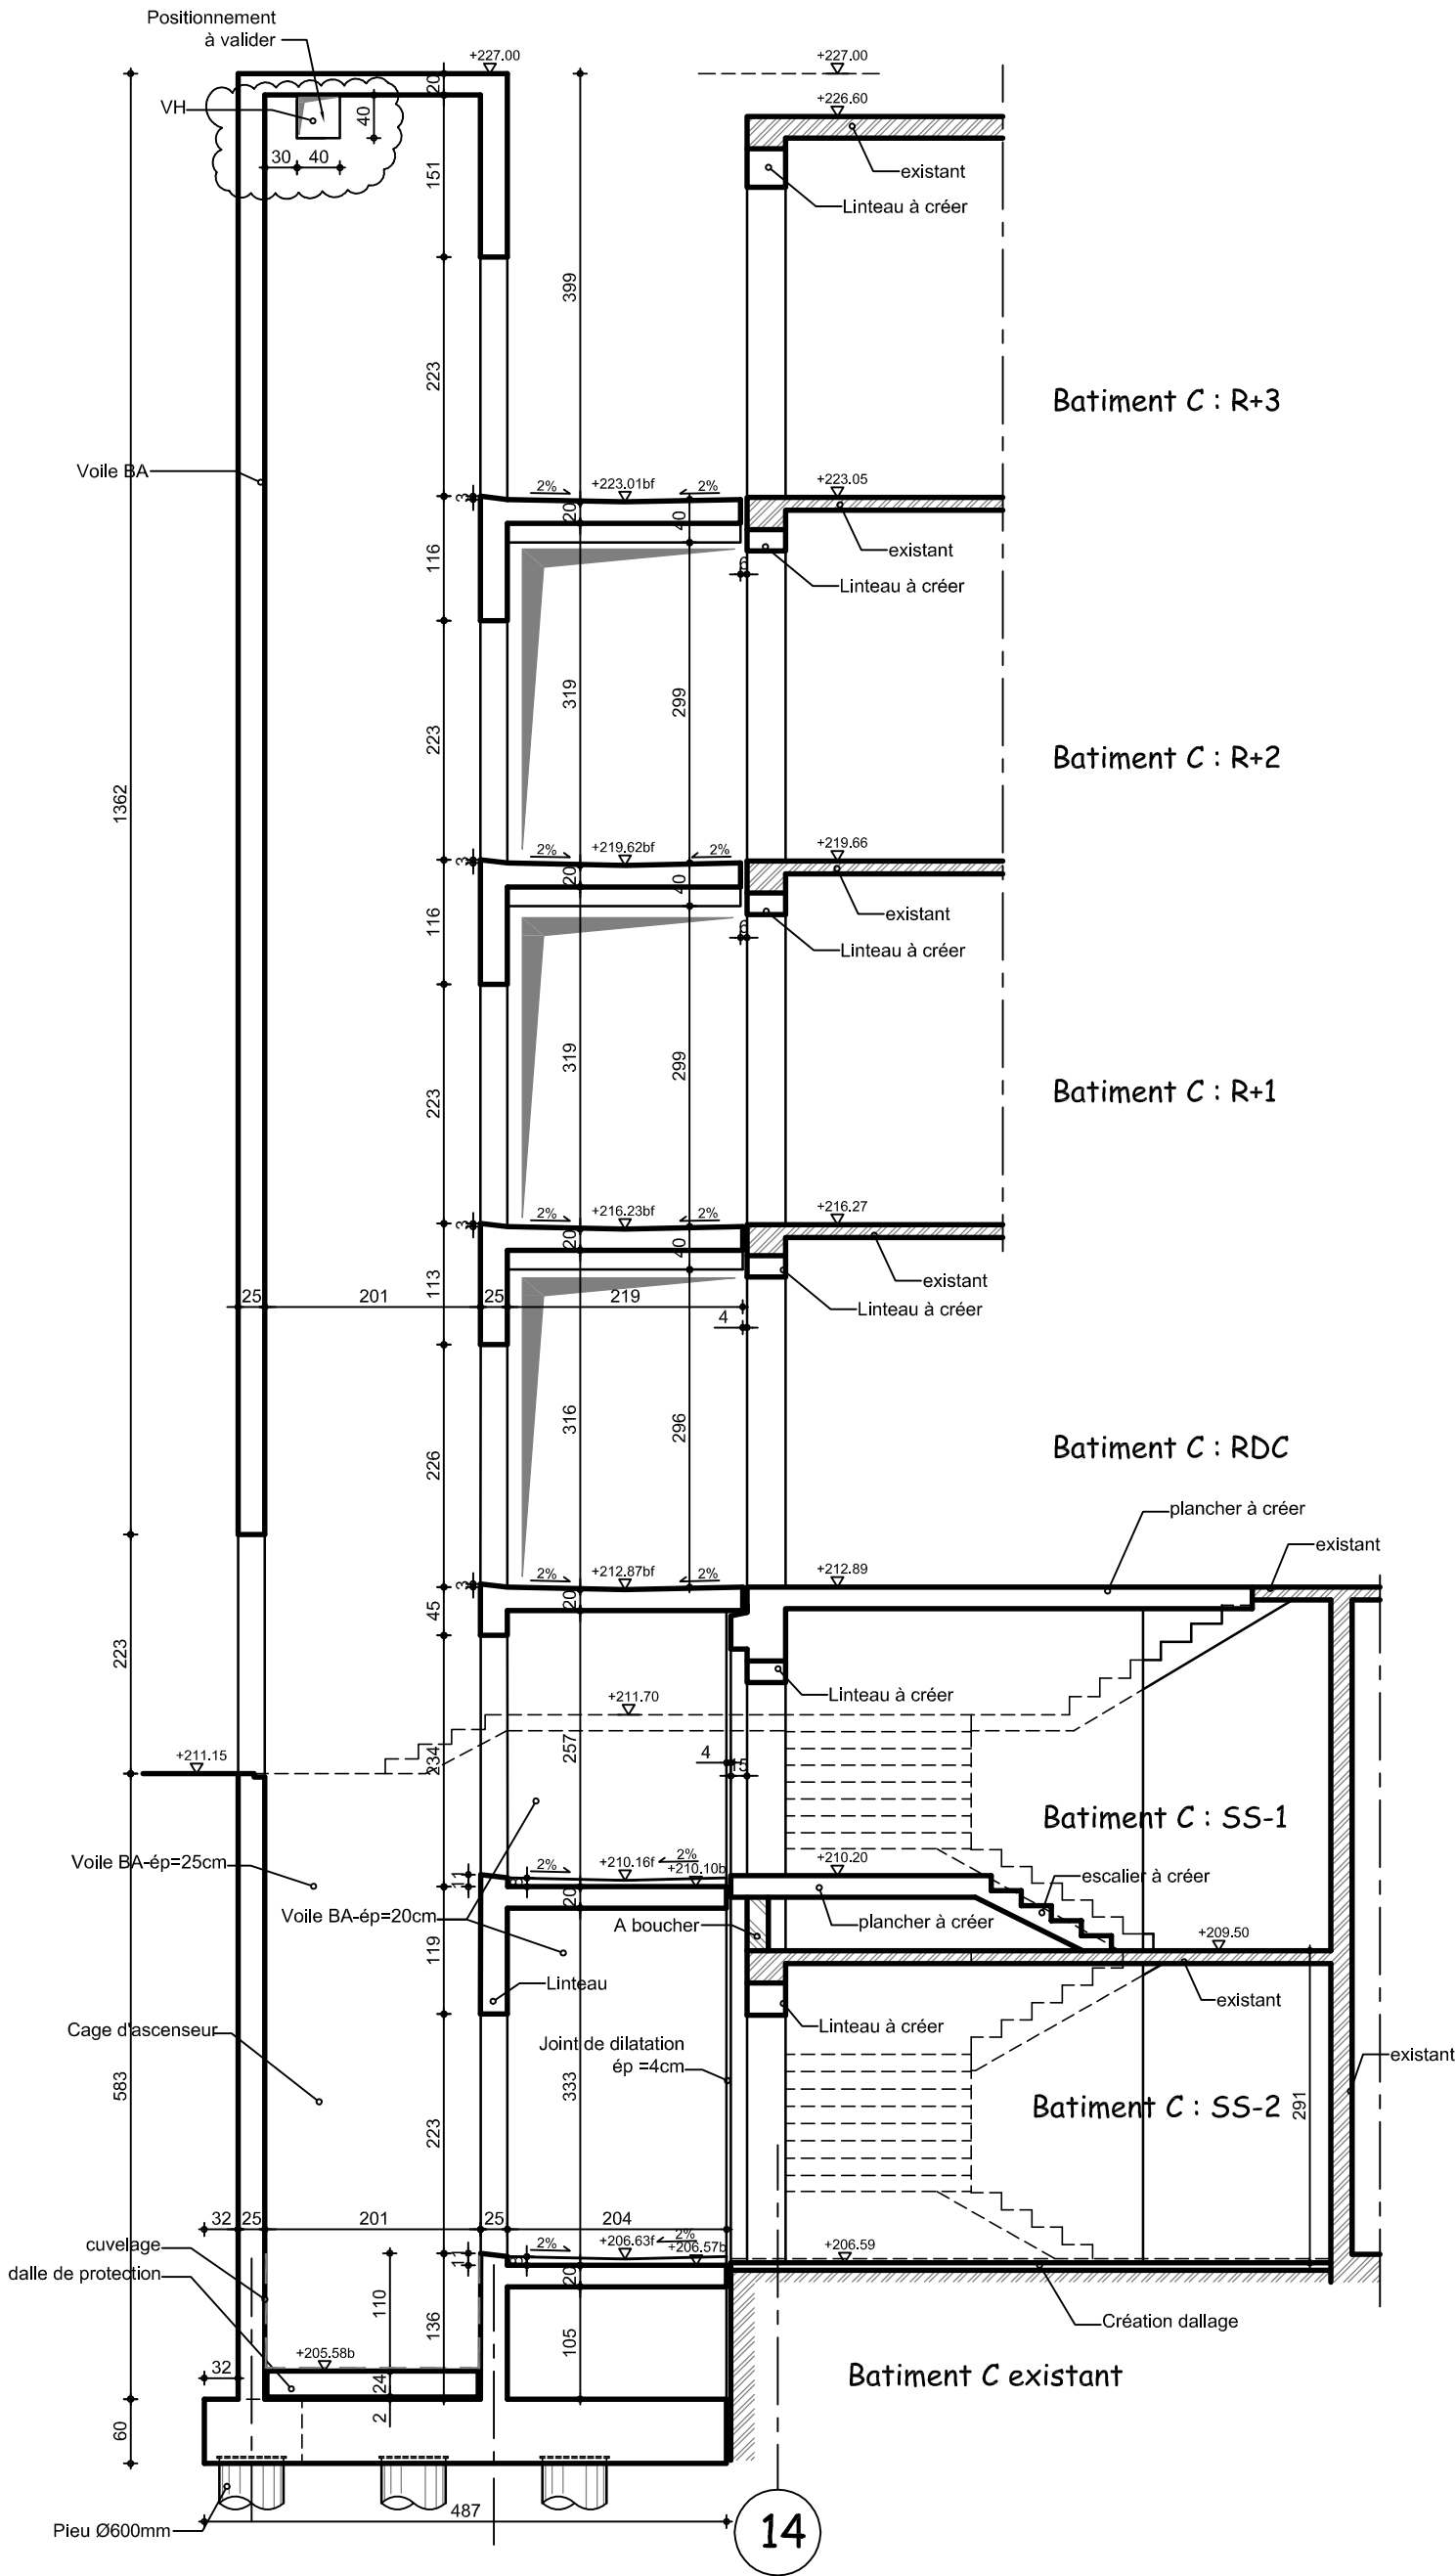 Positionnement
à valider
VH
+227.00
+227.00
+226.60
20
40
30
40
151
existant
Linteau à créer
399
223
Batiment C : R+3
Voile BA
1362
3
2%
+223.01bf
2%
+223.05
20
40
existant
6
Linteau à créer
116
319
299
223
Batiment C : R+2
3
2%
+219.62bf
2%
+219.66
20
40
existant
6
Linteau à créer
116
319
299
223
Batiment C : R+1
3
2%
+216.23bf
2%
+216.27
20
40
existant
25
201
25
219
Linteau à créer
113
4
316
296
226
Batiment C : RDC
plancher à créer
existant
3
2%
+212.87bf
2%
+212.89
20
45
223
+211.70
Linteau à créer
+211.15
234
257
4
15
Batiment C : SS-1
Voile BA-ép=25cm
11
2%
+210.16f
2%
+210.10b
+210.20
escalier à créer
8
20
Voile BA-ép=20cm
A boucher
plancher à créer
+209.50
119
Linteau
existant
Cage d'ascenseur
Joint de dilatation
ép =4cm
Linteau à créer
existant
583
333
223
Batiment C : SS-2
291
32
25
201
25
204
cuvelage
dalle de protection
11
2%
+206.63f
2%
+206.57b
+206.59
8
20
110
136
105
Création dallage
+205.58b
32
24
2
Batiment C existant
60
487
Pieu Ø600mm
14